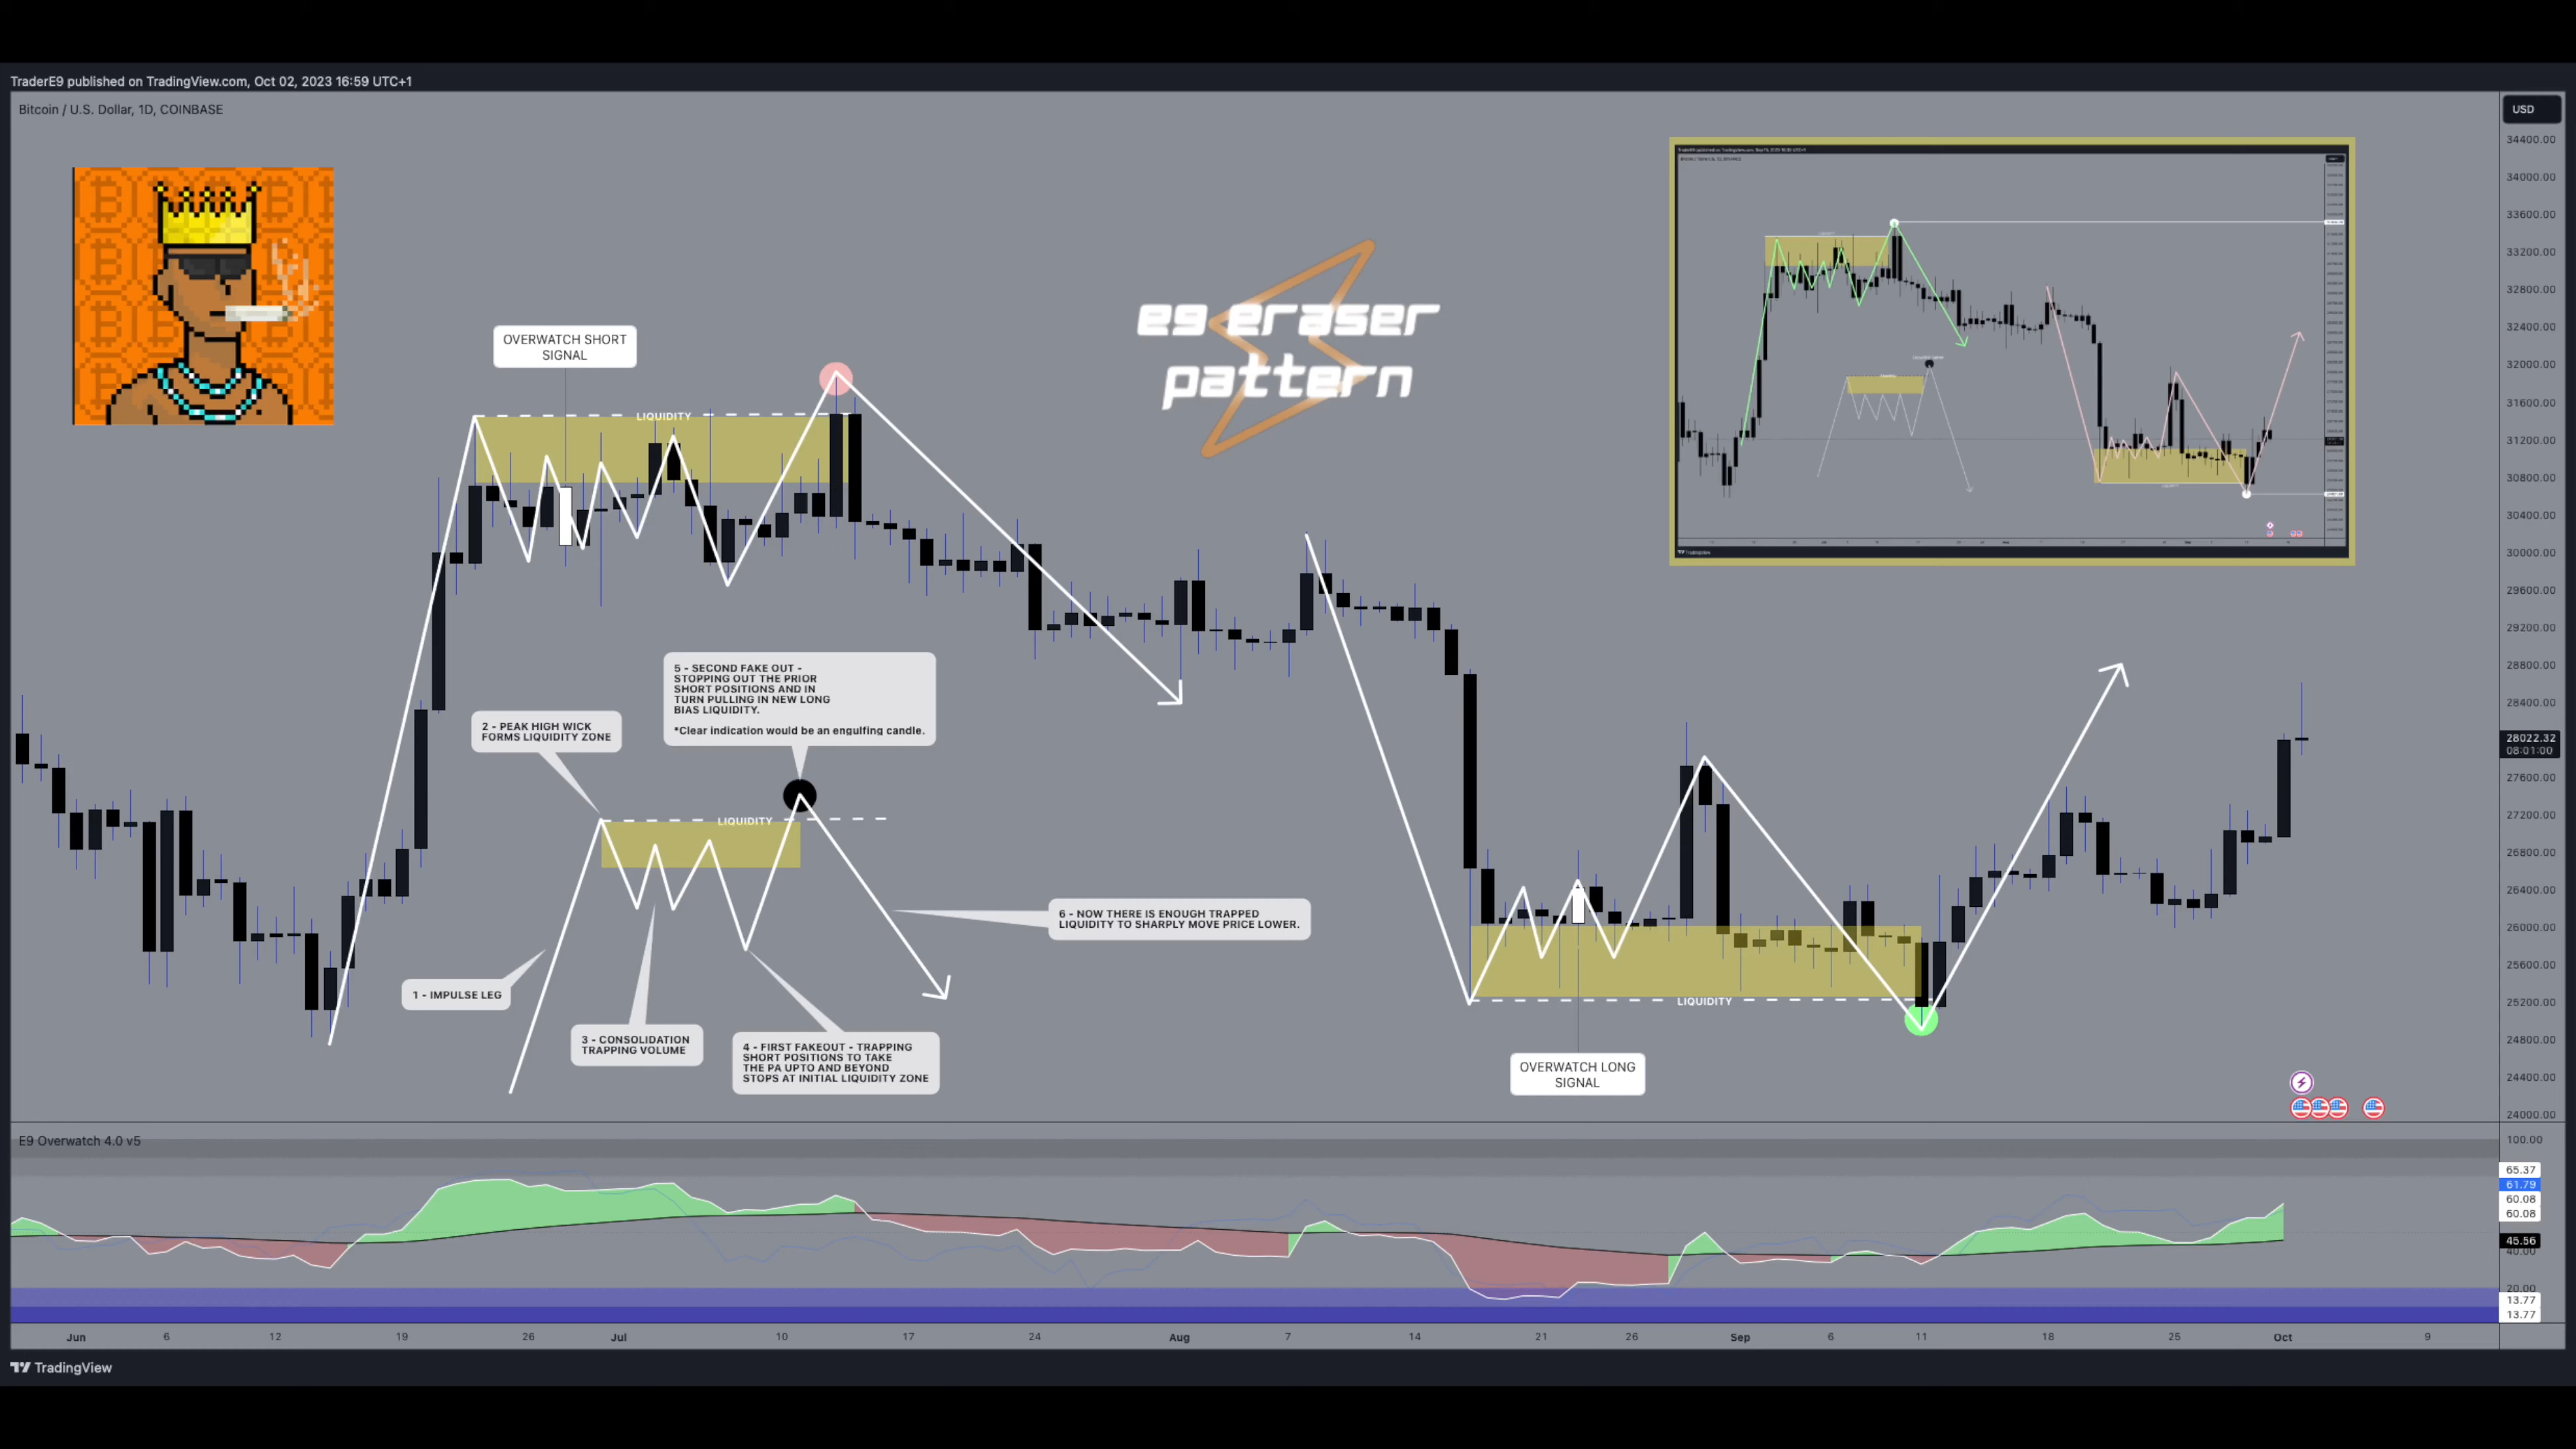 TraderE9 published on TradingView.com, Oct 02, 2023 16:59 UTC+1
Bitcoin / U.S. Dollar, 1D, COINBASE
USD
34400.00
34000.00
33600.00
33200.00
32800.00
32400.00
32000.00
31600.00
31200.00
30800.00
30400.00
30000.00
29600.00
29200.00
28800.00
28400.00
28022.32
08:01:00
27600.00
27200.00
26800.00
26400.00
26000.00
25600.00
25200.00
24800.00
24400.00
24000.00
e9 eraser
pattern
OVERWATCH SHORT
SIGNAL
LIQUIDITY
5 - SECOND FAKE OUT -
STOPPING OUT THE PRIOR
SHORT POSITIONS AND IN
TURN PULLING IN NEW LONG
BIAS LIQUIDITY.
*Clear indication would be an engulfing candle.
2 - PEAK HIGH WICK
FORMS LIQUIDITY ZONE
LIQUIDITY
1 - IMPULSE LEG
3 - CONSOLIDATION
TRAPPING VOLUME
4 - FIRST FAKEOUT - TRAPPING
SHORT POSITIONS TO TAKE
THE PA UPTO AND BEYOND
STOPS AT INITIAL LIQUIDITY ZONE
6 - NOW THERE IS ENOUGH TRAPPED
LIQUIDITY TO SHARPLY MOVE PRICE LOWER.
LIQUIDITY
OVERWATCH LONG
SIGNAL
E9 Overwatch 4.0 v5
100.00
65.37
61.79
60.08
60.08
45.56
40.00
20.00
13.77
13.77
Jun 6 12 19 26 Jul 10 17 24 Aug 7 14 21 26 Sep 6 11 18 25 Oct 9
TradingView